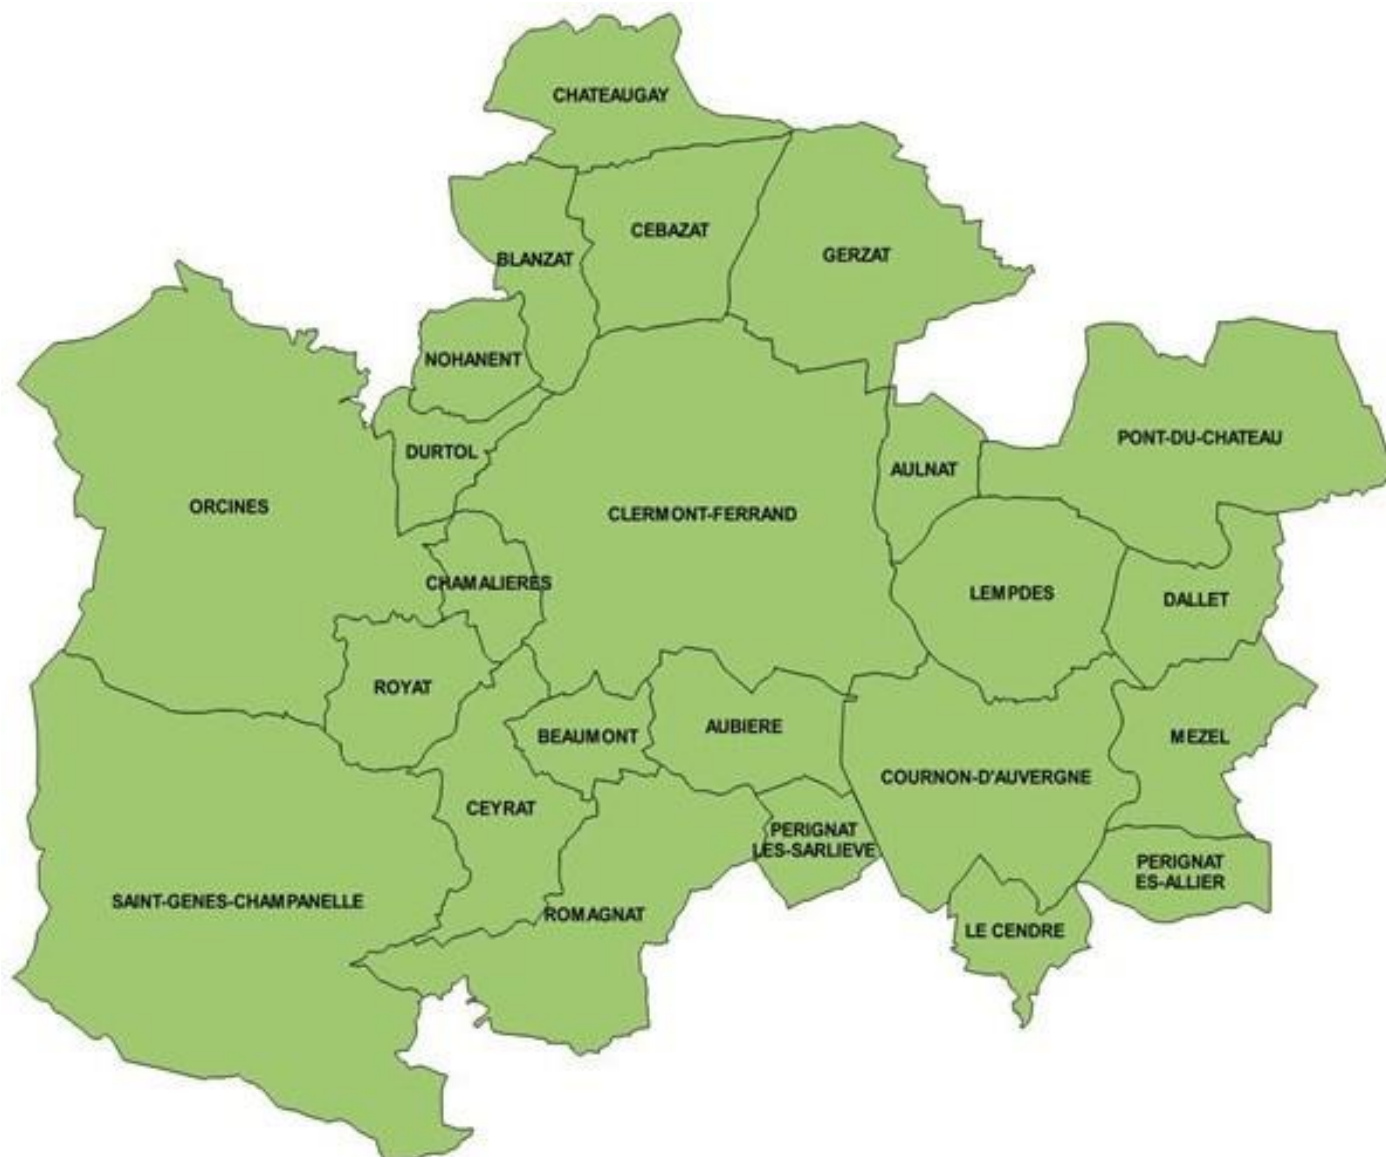 CHATEAUGAY
CEBAZAT
GERZAT
BLANZAT
NOHANENT
PONT-DU-CHATEAU
DURTOL
AULNAT
ORCINES
CLERMONT-FERRAND
CHAMALIERES
LEMPDES
DALLET
ROYAT
AUBIERE
BEAUMONT
MEZEL
COURNON-D'AUVERGNE
CEYRAT
PERIGNAT
LES-SARLIEVE
PERIGNAT
ES-ALLIER
SAINT-GENES-CHAMPANELLE
ROMAGNAT
LE CENDRE